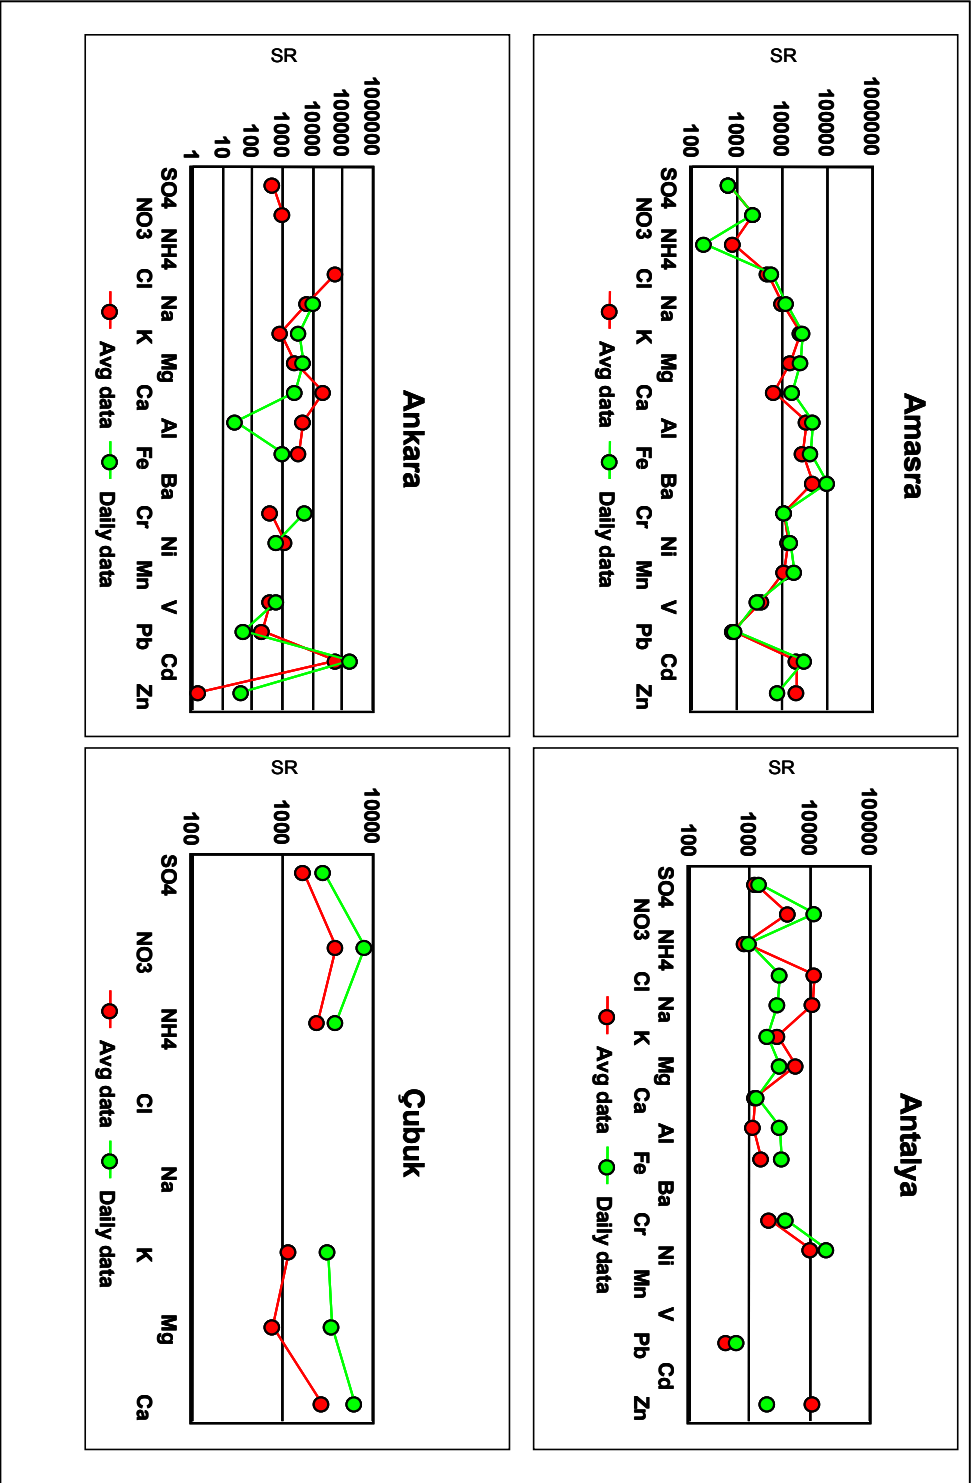 Amasra
SR
1000000
100000
10000
1000
100
SO4 NO3 NH4 Cl Na K Mg Ca Al Fe Ba Cr Ni Mn V Pb Cd Zn
Avg data Daily data
Antalya
SR
100000
10000
1000
100
SO4 NO3 NH4 Cl Na K Mg Ca Al Fe Ba Cr Ni Mn V Pb Cd Zn
Avg data Daily data
Ankara
SR
1000000
100000
10000
1000
100
10
1
SO4 NO3 NH4 Cl Na K Mg Ca Al Fe Ba Cr Ni Mn V Pb Cd Zn
Avg data Daily data
Çubuk
SR
10000
1000
100
SO4 NO3 NH4 Cl Na K Mg Ca
Avg data Daily data